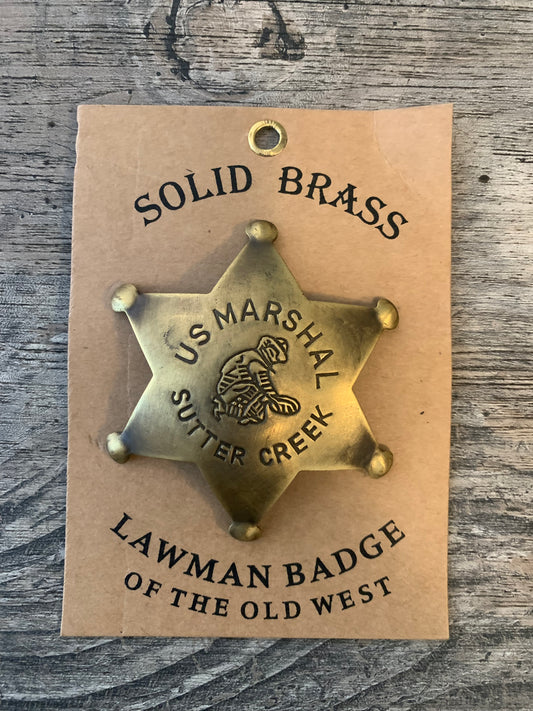 SOLID BRASS
US MARSHAL
SUTTER CREEK
LAWMAN BADGE
OF THE OLD WEST